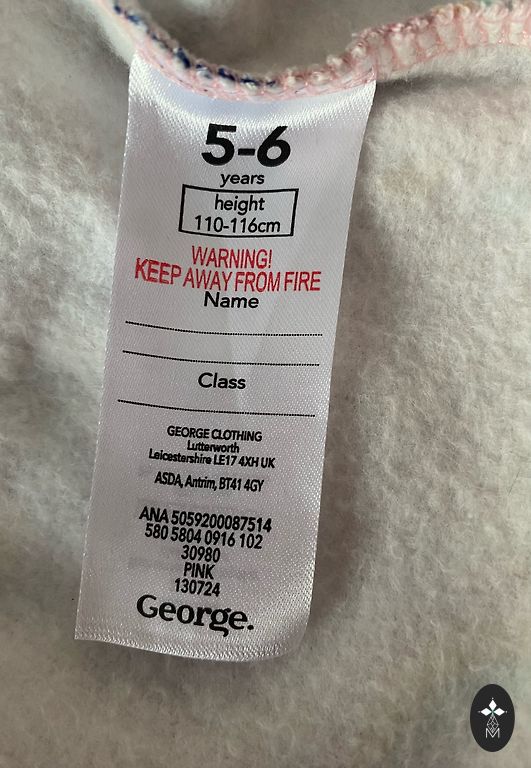 5-6
years
height
110-116cm
WARNING!
KEEP AWAY FROM FIRE
Name
Class
GEORGE CLOTHING
Lutterworth
Leicestershire LE17 4XH UK
ASDA, Antrim, BT41 4GY
ANA 5059200087514
580 5804 0916 102
30980
PINK
130724
George.
M